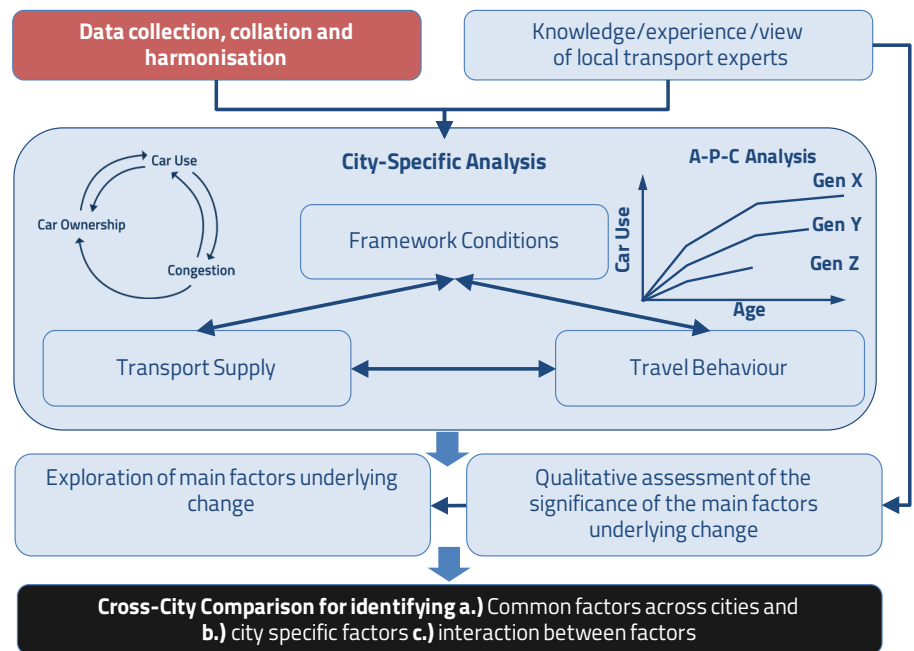 Data collection, collation and
harmonisation
Knowledge/experience/view
of local transport experts
City-Specific Analysis
Car Use
Car Ownership
Congestion
A-P-C Analysis
Gen X
Gen Y
Gen Z
Car Use
Age
Framework Conditions
Transport Supply
Travel Behaviour
Exploration of main factors underlying
change
Qualitative assessment of the
significance of the main factors
underlying change
Cross-City Comparison for identifying a.) Common factors across cities and
b.) city specific factors c.) interaction between factors